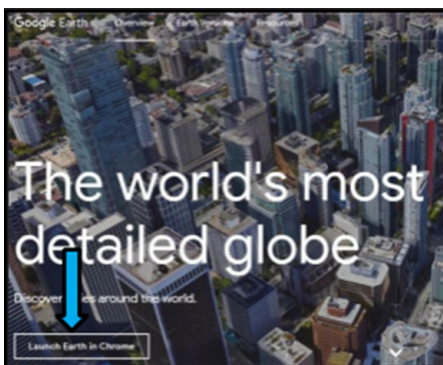 Google Earth Overview Earth Versions Resources
The world's most
detailed globe
Discover around the world.
Launch Earth in Chrome